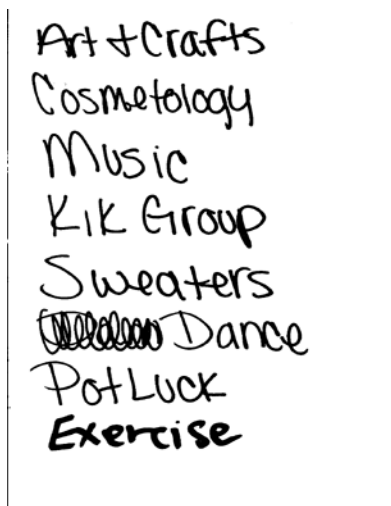 Art + Crafts
Cosmetology
Music
Kik Group
Sweaters
Dance
PotLuck
Exercise